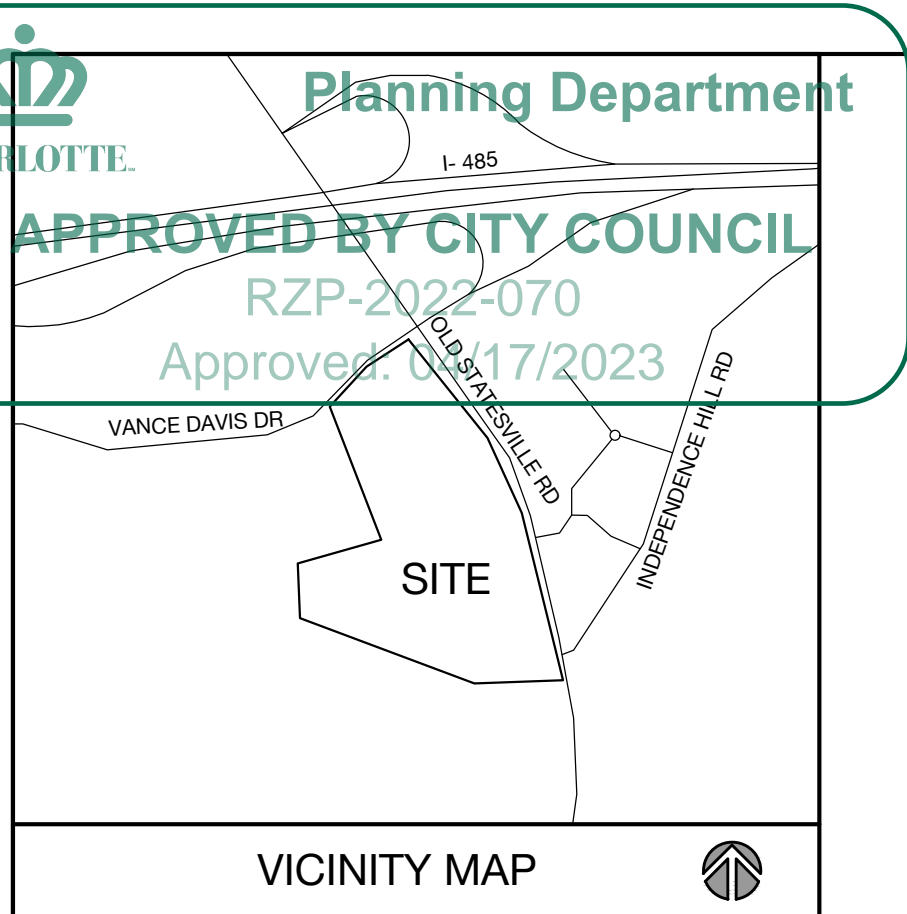 Planning Department
RLOTTE™
I- 485
APPROVED BY CITY COUNCIL
RZP-2022-070
Approved: 04/17/2023
OLD STATESVILLE RD
VANCE DAVIS DR
INDEPENDENCE HILL RD
SITE
VICINITY MAP